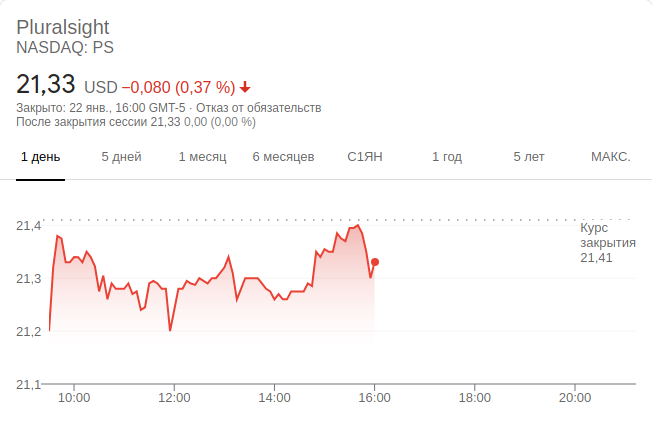 Pluralsight
NASDAQ: PS
21,33 USD −0,080 (0,37 %)
Закрыто: 22 янв., 16:00 GMT-5 · Отказ от обязательств
После закрытия сессии 21,33 0,00 (0,00 %)
1 день 5 дней 1 месяц 6 месяцев С1ЯН 1 год 5 лет МАКС.
21,4
Курс
закрытия
21,41
21,3
21,2
21,1
10:00 12:00 14:00 16:00 18:00 20:00